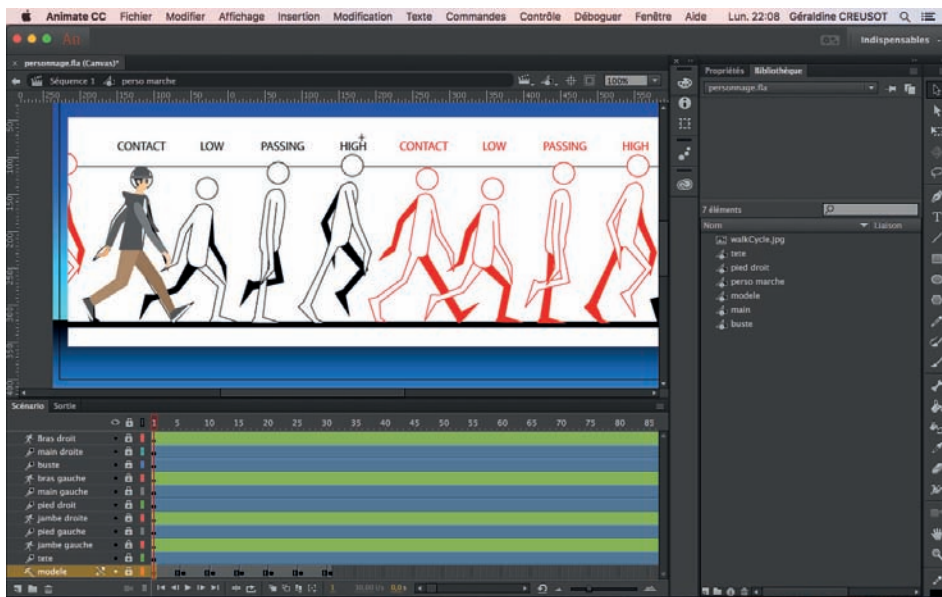 Animate CC Fichier Modifier Affichage Insertion Modification Texte Commandes Contrôle Déboguer Fenêtre Aide Lun. 22:08 Géraldine CREUSOT
Indispensables
× personnage.fla (Canvas)*
Séquence 1 perso marche 100%
CONTACT LOW PASSING HIGH CONTACT LOW PASSING HIGH
Propriétés Bibliothèque
personnage.fla
7 éléments
Nom Liaison
walkCycle.jpg
tete
pied droit
perso marche
modele
main
buste
Scénario Sortie
1 5 10 15 20 25 30 35 40 45 50 55 60 65 70 75 80 85
Bras droit
main droite
buste
bras gauche
main gauche
pied droit
jambe droite
pied gauche
jambe gauche
tete
modele
1 0,0 s